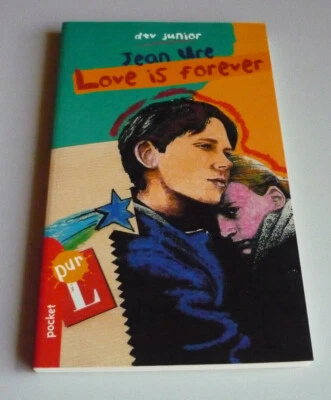 dtv junior
Jean Ure
Love is forever
pur
L
pocket